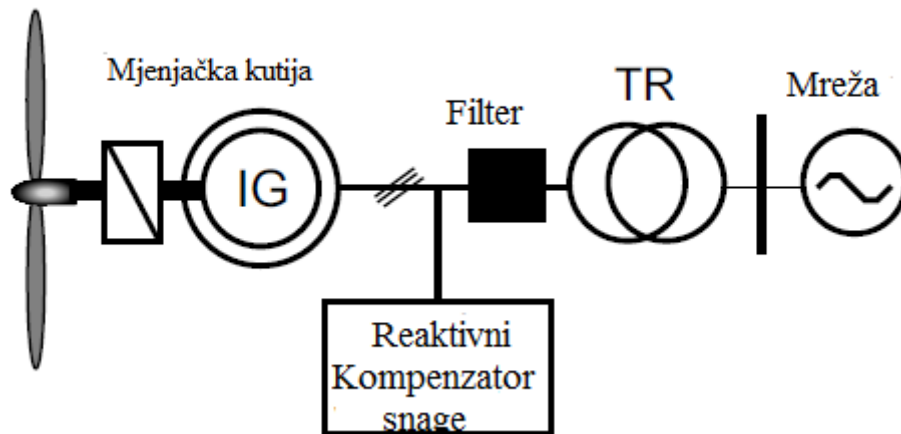 Mjenjačka kutija
IG
Filter
TR
Mreža
Reaktivni
Kompenzator
snage